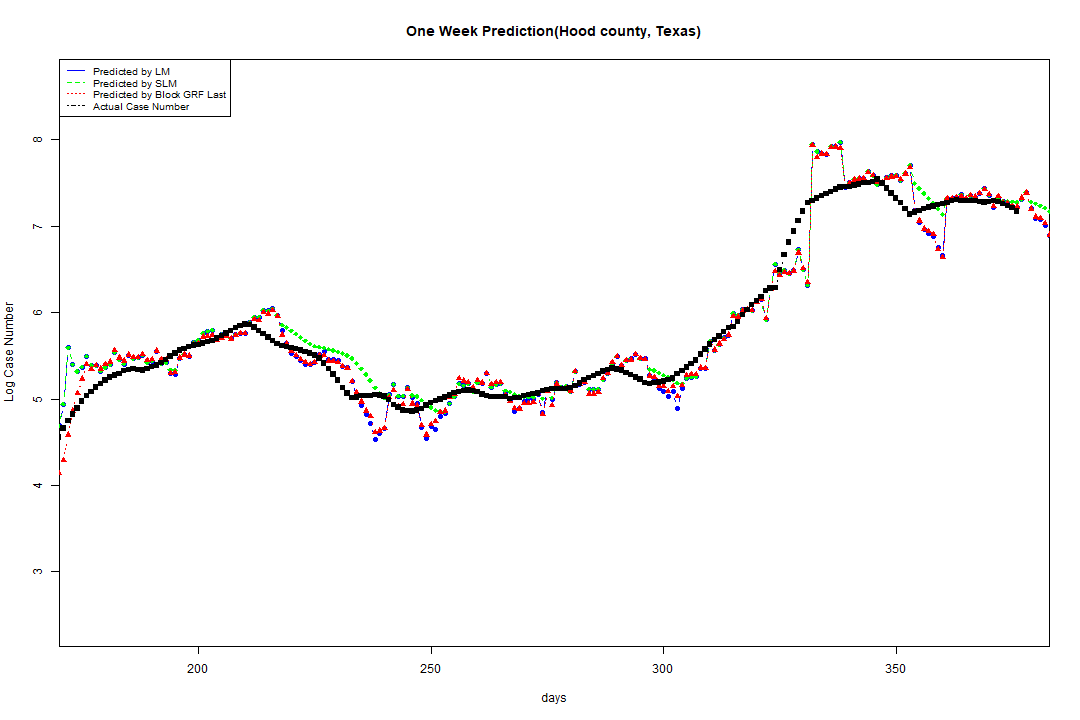 One Week Prediction(Hood county, Texas)
Predicted by LM
Predicted by SLM
Predicted by Block GRF Last
Actual Case Number
8
7
6
5
4
3
Log Case Number
200
250
300
350
days